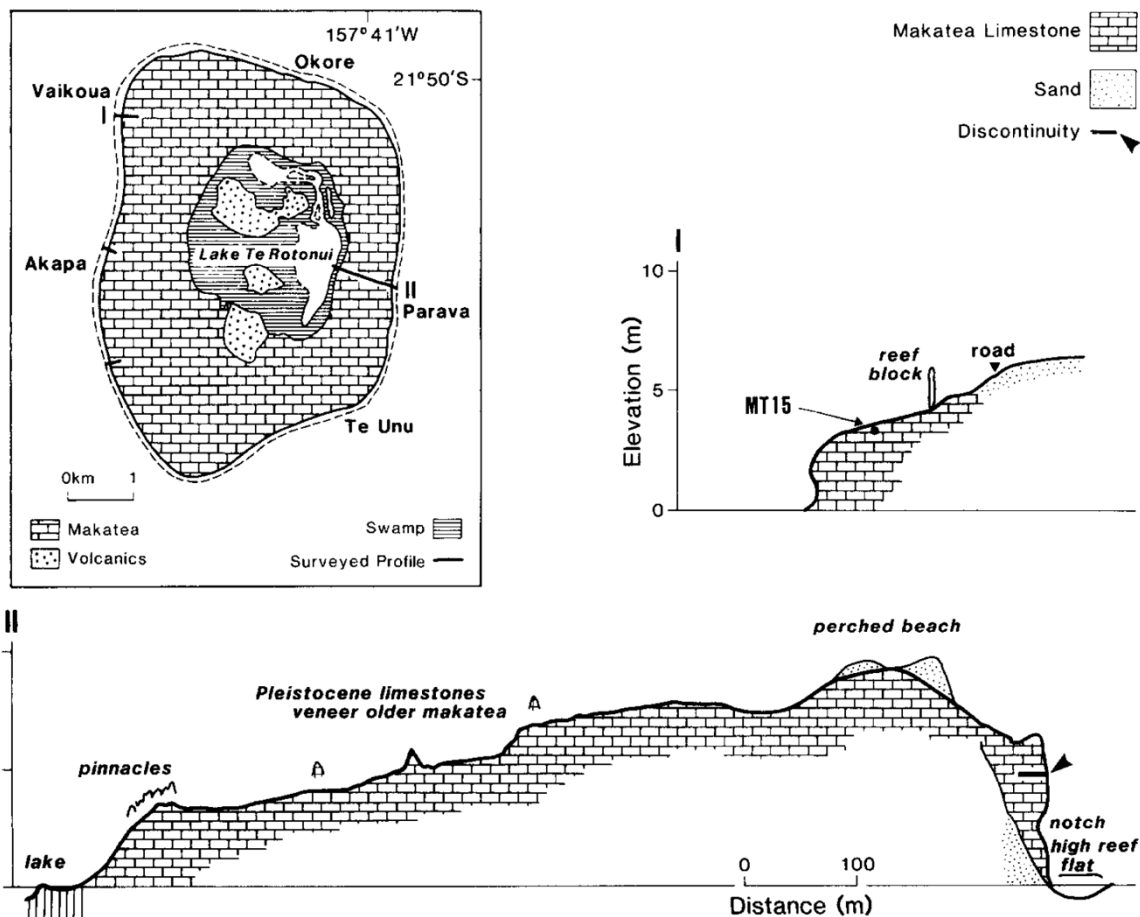 157°41'W
Okore
21°50'S
Vaikoua
I
Akapa
Lake Te Rotonui
II
Parava
Te Unu
0km 1
Makatea
Swamp
Volcanics
Surveyed Profile
Makatea Limestone
Sand
Discontinuity
I
10
Elevation (m)
5
0
reef
block
road
MT15
II
perched beach
Pleistocene limestones
veneer older makatea
pinnacles
lake
notch
high reef
flat
0 100
Distance (m)